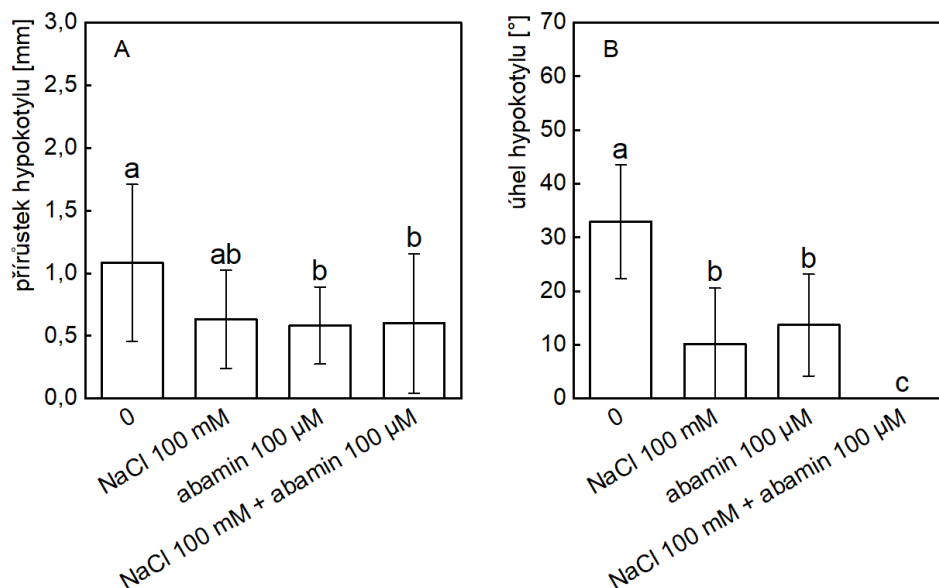 přírůstek hypokotylu [mm]
3,0
2,5
2,0
1,5
1,0
0,5
0,0
A
a
ab
b
b
0
NaCl 100 mM
abamin 100 µM
NaCl 100 mM + abamin 100 µM
úhel hypokotylu [°]
70
60
50
40
30
20
10
0
B
a
b
b
c
0
NaCl 100 mM
abamin 100 µM
NaCl 100 mM + abamin 100 µM